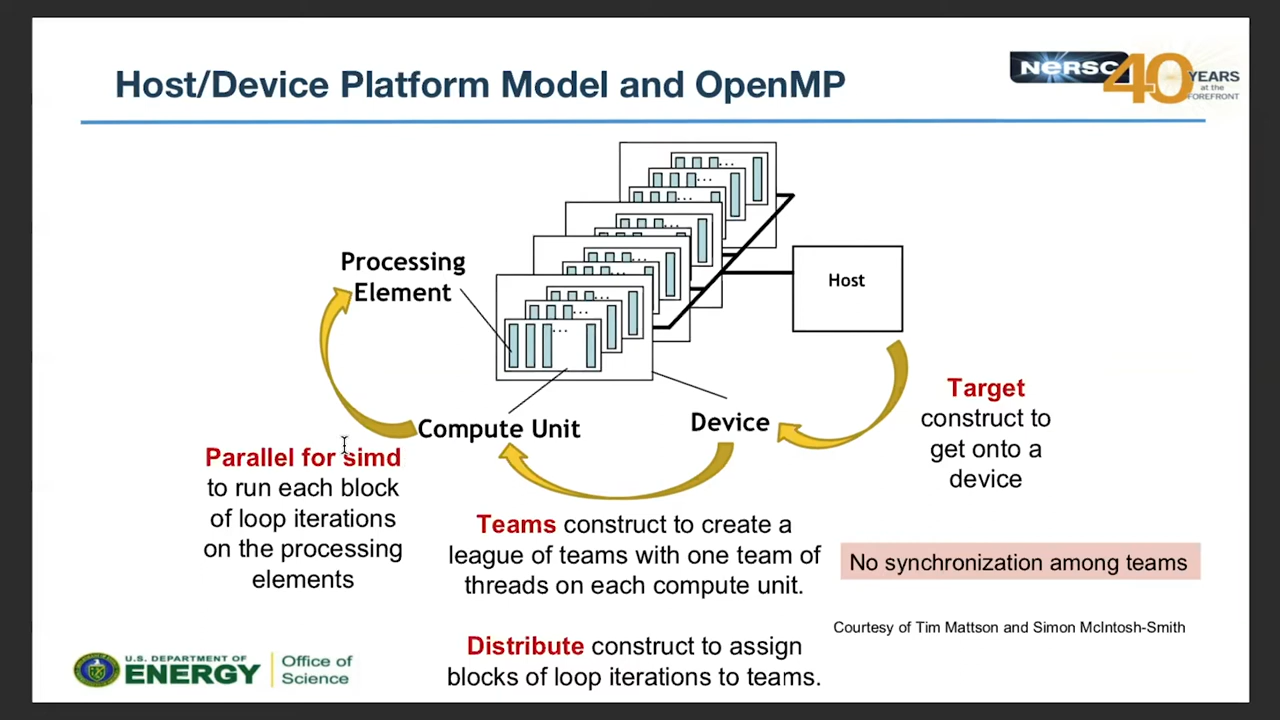 Host/Device Platform Model and OpenMP
NERSC 40 YEARS
at the
FOREFRONT
Processing
Element
Host
Compute Unit
Device
Target
construct to
get onto a
device
Parallel for simd
to run each block
of loop iterations
on the processing
elements
Teams construct to create a
league of teams with one team of
threads on each compute unit.
No synchronization among teams
Distribute construct to assign
blocks of loop iterations to teams.
Courtesy of Tim Mattson and Simon McIntosh-Smith
U.S. DEPARTMENT OF
ENERGY
Office of
Science